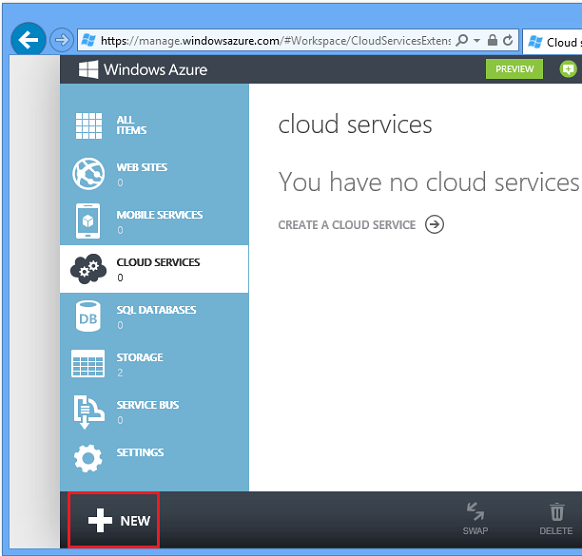 https://manage.windowsazure.com/#Workspace/CloudServicesExtens
Cloud s
Windows Azure
PREVIEW
ALL
ITEMS
WEB SITES
0
MOBILE SERVICES
0
CLOUD SERVICES
0
DB
SQL DATABASES
0
STORAGE
2
SERVICE BUS
0
SETTINGS
cloud services
You have no cloud services
CREATE A CLOUD SERVICE
NEW
SWAP
DELETE